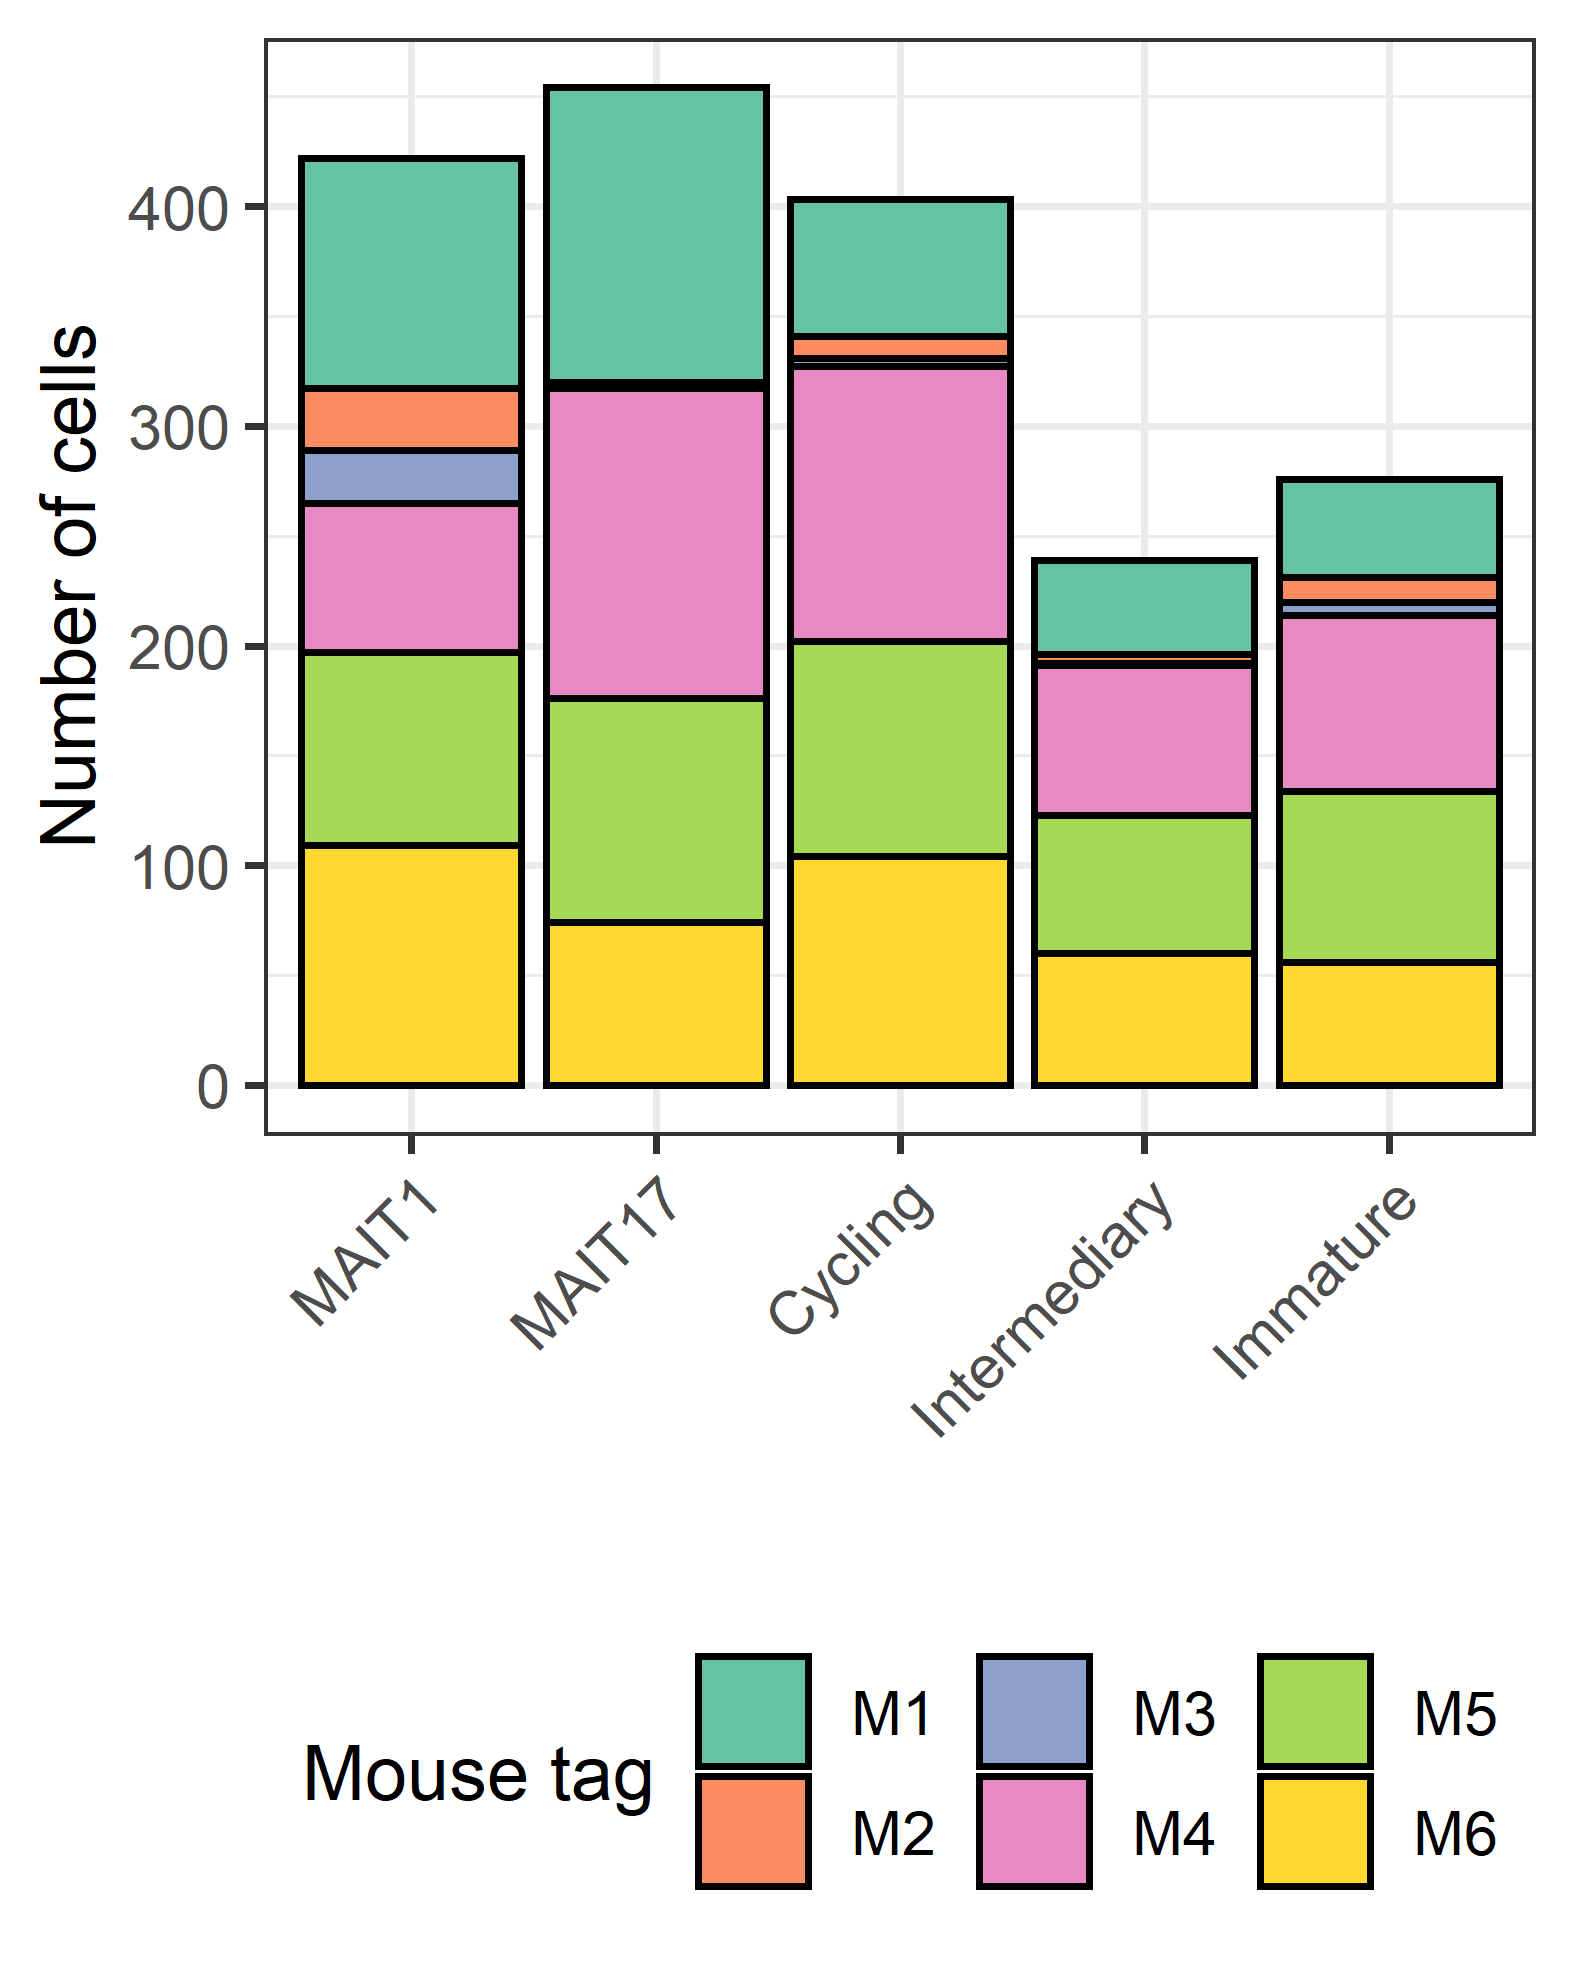 Number of cells
400
300
200
100
0
MAIT1
MAIT17
Cycling
Intermediary
Immature
Mouse tag
M1
M2
M3
M4
M5
M6